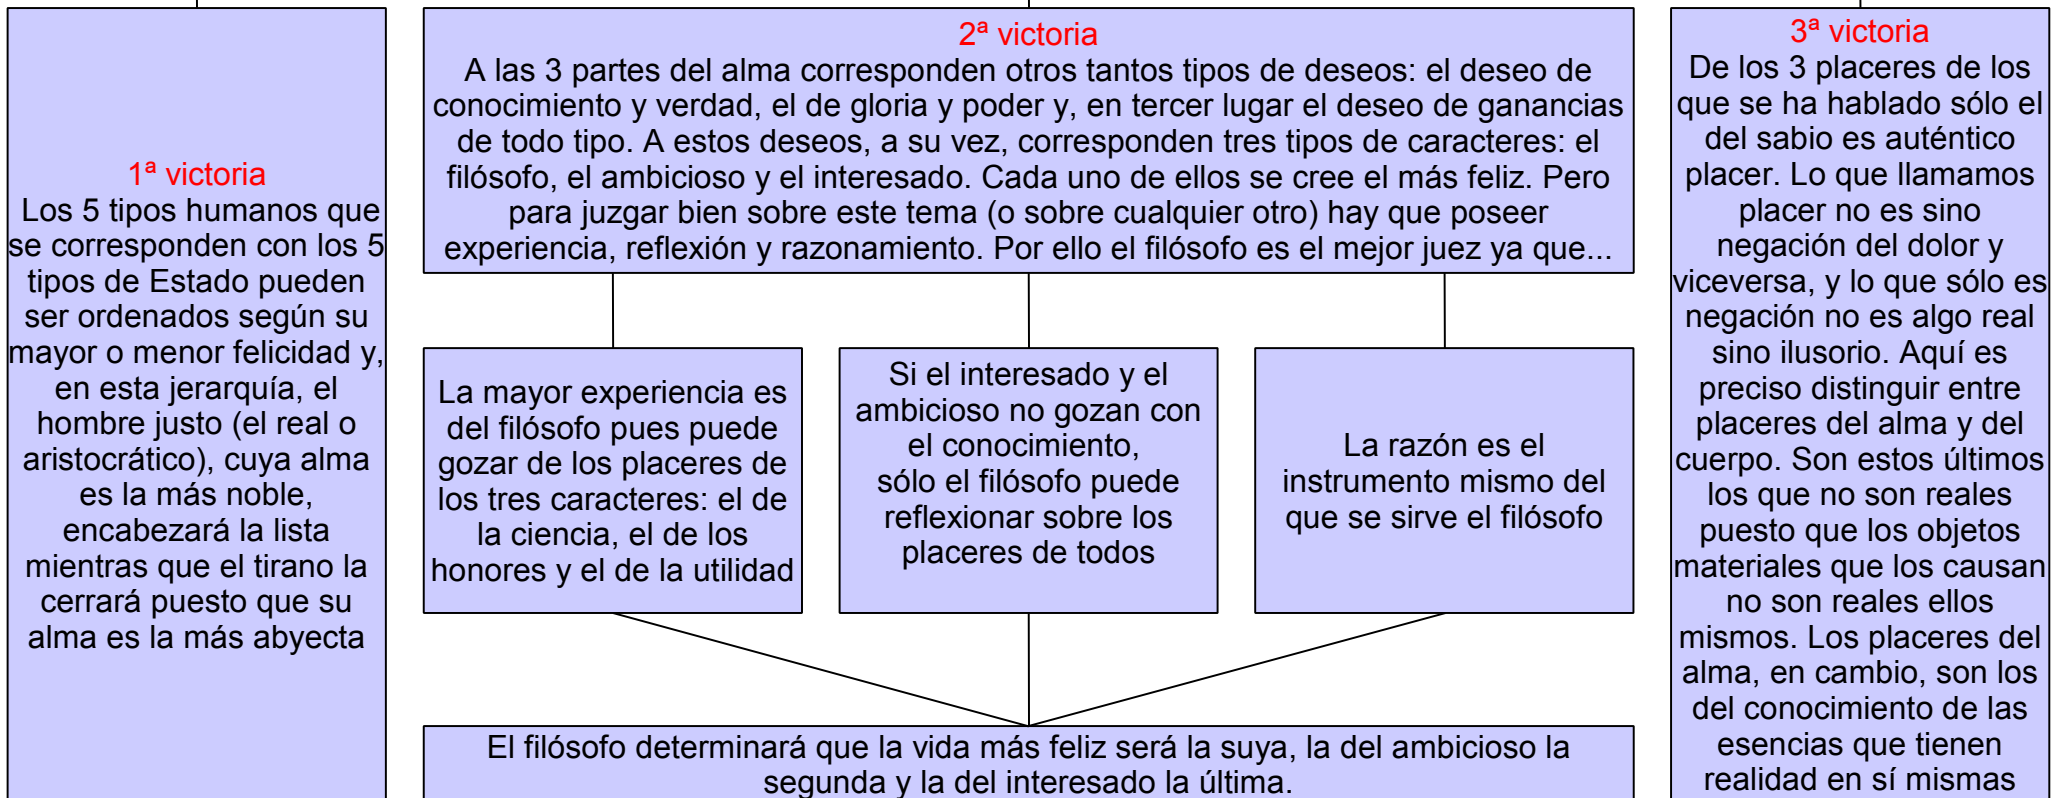 1ª victoria
Los 5 tipos humanos que
se corresponden con los 5
tipos de Estado pueden
ser ordenados según su
mayor o menor felicidad y,
en esta jerarquía, el
hombre justo (el real o
aristocrático), cuya alma
es la más noble,
encabezará la lista
mientras que el tirano la
cerrará puesto que su
alma es la más abyecta
2ª victoria
A las 3 partes del alma corresponden otros tantos tipos de deseos: el deseo de
conocimiento y verdad, el de gloria y poder y, en tercer lugar el deseo de ganancias
de todo tipo. A estos deseos, a su vez, corresponden tres tipos de caracteres: el
filósofo, el ambicioso y el interesado. Cada uno de ellos se cree el más feliz. Pero
para juzgar bien sobre este tema (o sobre cualquier otro) hay que poseer
experiencia, reflexión y razonamiento. Por ello el filósofo es el mejor juez ya que...
La mayor experiencia es
del filósofo pues puede
gozar de los placeres de
los tres caracteres: el de
la ciencia, el de los
honores y el de la utilidad
Si el interesado y el
ambicioso no gozan con
el conocimiento,
sólo el filósofo puede
reflexionar sobre los
placeres de todos
La razón es el
instrumento mismo del
que se sirve el filósofo
El filósofo determinará que la vida más feliz será la suya, la del ambicioso la
segunda y la del interesado la última.
3ª victoria
De los 3 placeres de los
que se ha hablado sólo el
del sabio es auténtico
placer. Lo que llamamos
placer no es sino
negación del dolor y
viceversa, y lo que sólo es
negación no es algo real
sino ilusorio. Aquí es
preciso distinguir entre
placeres del alma y del
cuerpo. Son estos últimos
los que no son reales
puesto que los objetos
materiales que los causan
no son reales ellos
mismos. Los placeres del
alma, en cambio, son los
del conocimiento de las
esencias que tienen
realidad en sí mismas